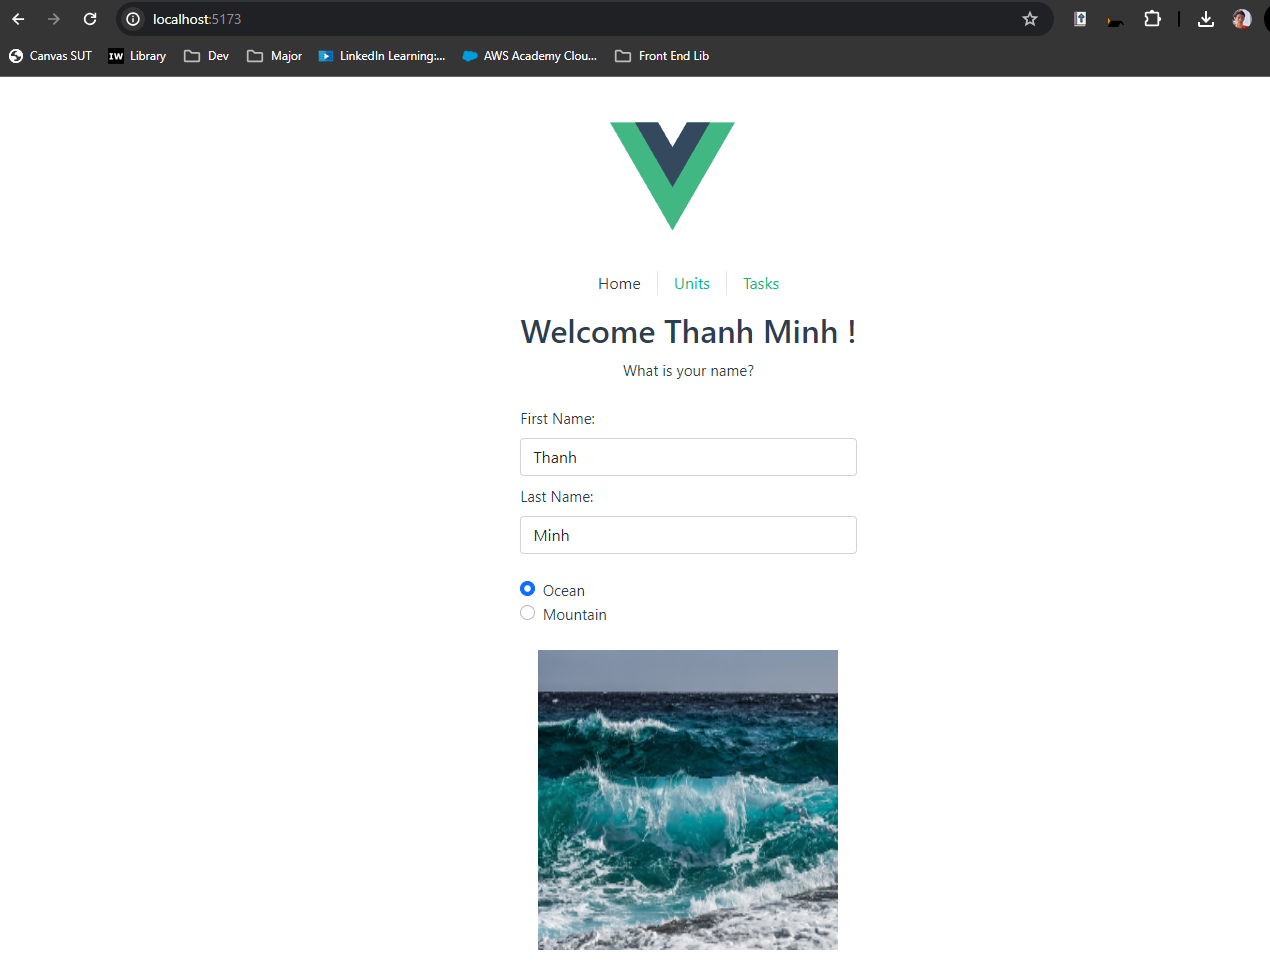 localhost:5173
Canvas SUT IW Library Dev Major LinkedIn Learning:... AWS Academy Clou... Front End Lib
Home Units Tasks
Welcome Thanh Minh !
What is your name?
First Name:
Thanh
Last Name:
Minh
Ocean
Mountain